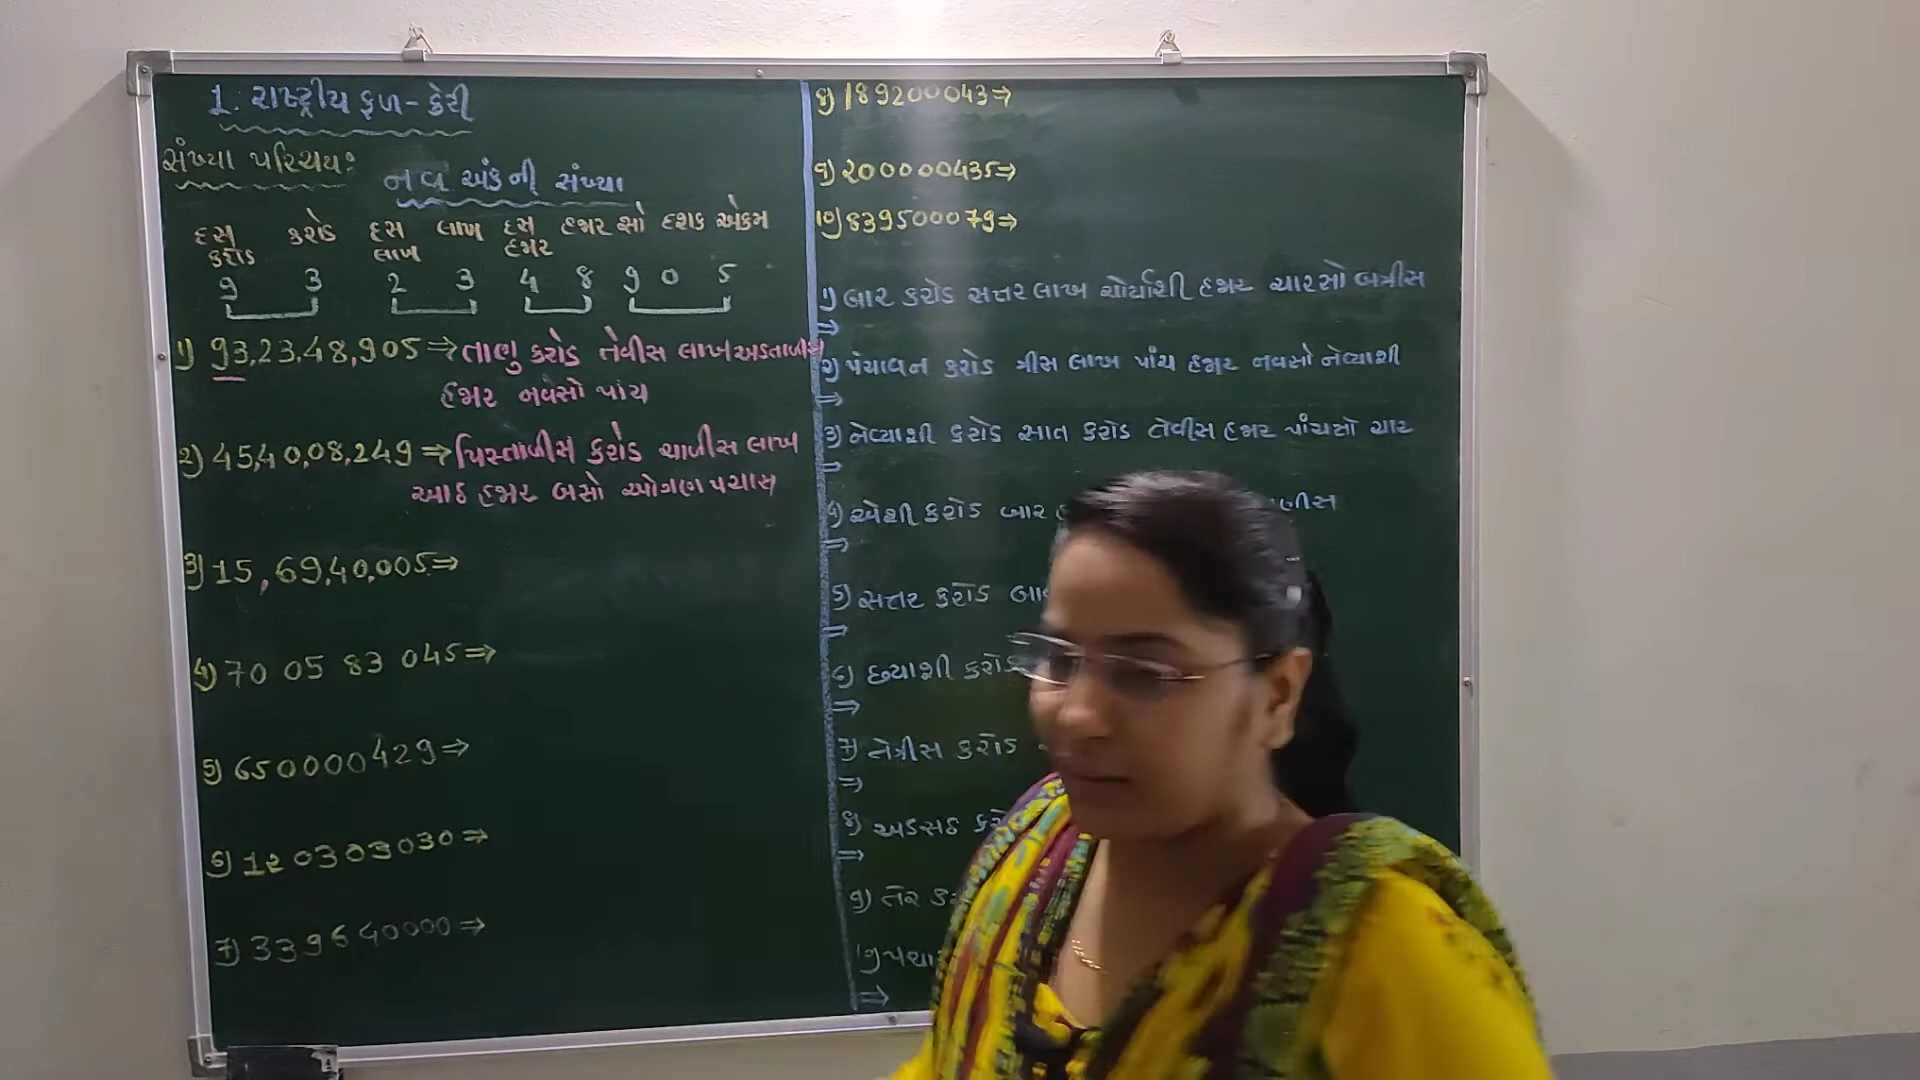 1. રાષ્ટ્રીય ફળ - કેરી
સંખ્યા પરિચય:
નવ અંકની સંખ્યા
દસ કરોડ કરોડ દસ લાખ લાખ દસ હજાર હજાર સો દશક એકમ
9 3 2 3 4 8 9 0 5
1) 93,23,48,905 ⇒ ત્રાણુ કરોડ તેવીસ લાખ અડતાળીસ
હજાર નવસો પાંચ
2) 45,40,08,249 ⇒ પિસ્તાળીસ કરોડ ચાળીસ લાખ
આઠ હજાર બસો ઓગણપચાસ
3) 15,69,40,005 ⇒
4) 70 05 83 045 ⇒
5) 650000429 ⇒
6) 120303030 ⇒
7) 339640000 ⇒
8) 189200043 ⇒
9) 200000435 ⇒
10) 839500079 ⇒
1) બાર કરોડ સત્તર લાખ ચોર્યાશી હજાર ચારસો બત્રીસ
⇒
2) પંચાવન કરોડ ત્રીસ લાખ પાંચ હજાર નવસો નેવ્યાશી
⇒
3) નેવ્યાશી કરોડ સાત કરોડ તેવીસ હજાર પાંચસો ચાર
⇒
4) એશી કરોડ બાર
⇒
5) સત્તર કરોડ
⇒
6) છયાશી કરોડ
⇒
7) તેત્રીસ કરોડ
⇒
8) અડસઠ
⇒
9) તેર
10)
⇒